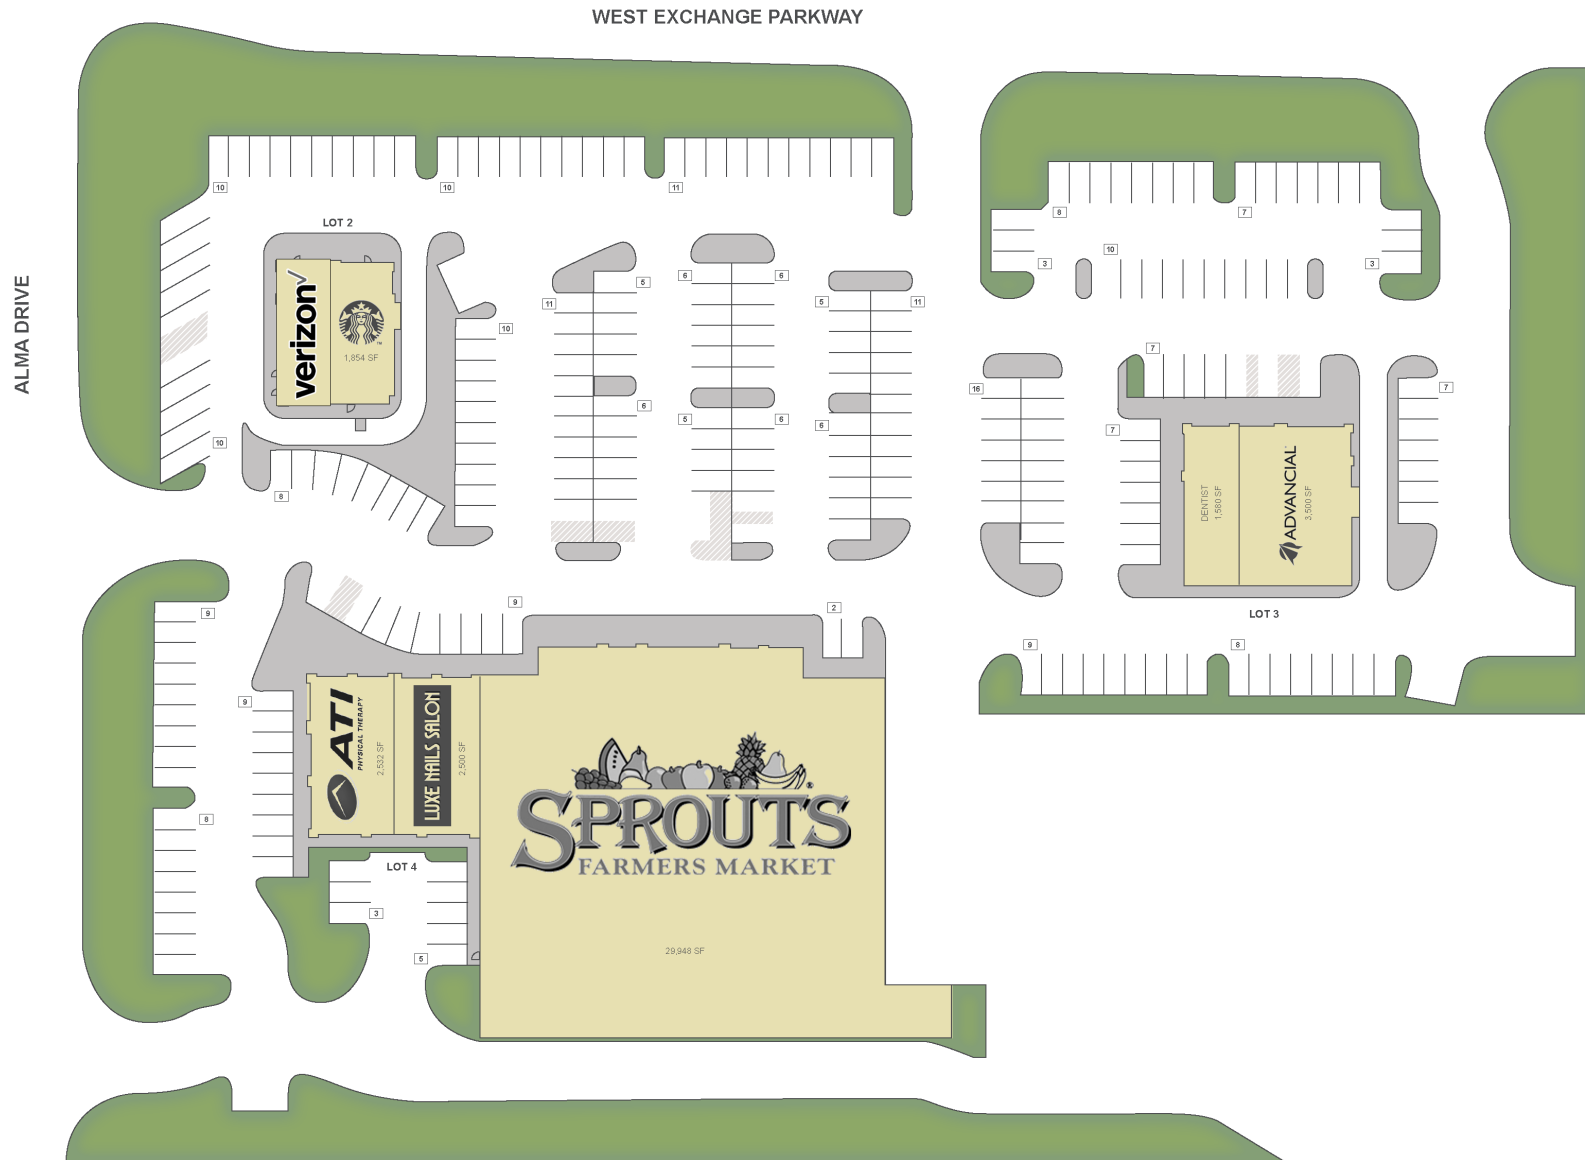 WEST EXCHANGE PARKWAY
ALMA DRIVE
10
10
11
8
7
LOT 2
10
3
3
5
6
6
11
5
11
verizon
1,854 SF
™
10
7
16
7
6
5
6
6
7
10
8
DENTIST
1,580 SF
ADVANCIAL
3,500 SF
9
9
2
LOT 3
9
8
9
ATI
PHYSICAL THERAPY
2,532 SF
LUXE NAILS SALON
2,500 SF
8
SPROUTS
®
FARMERS MARKET
LOT 4
3
5
29,948 SF